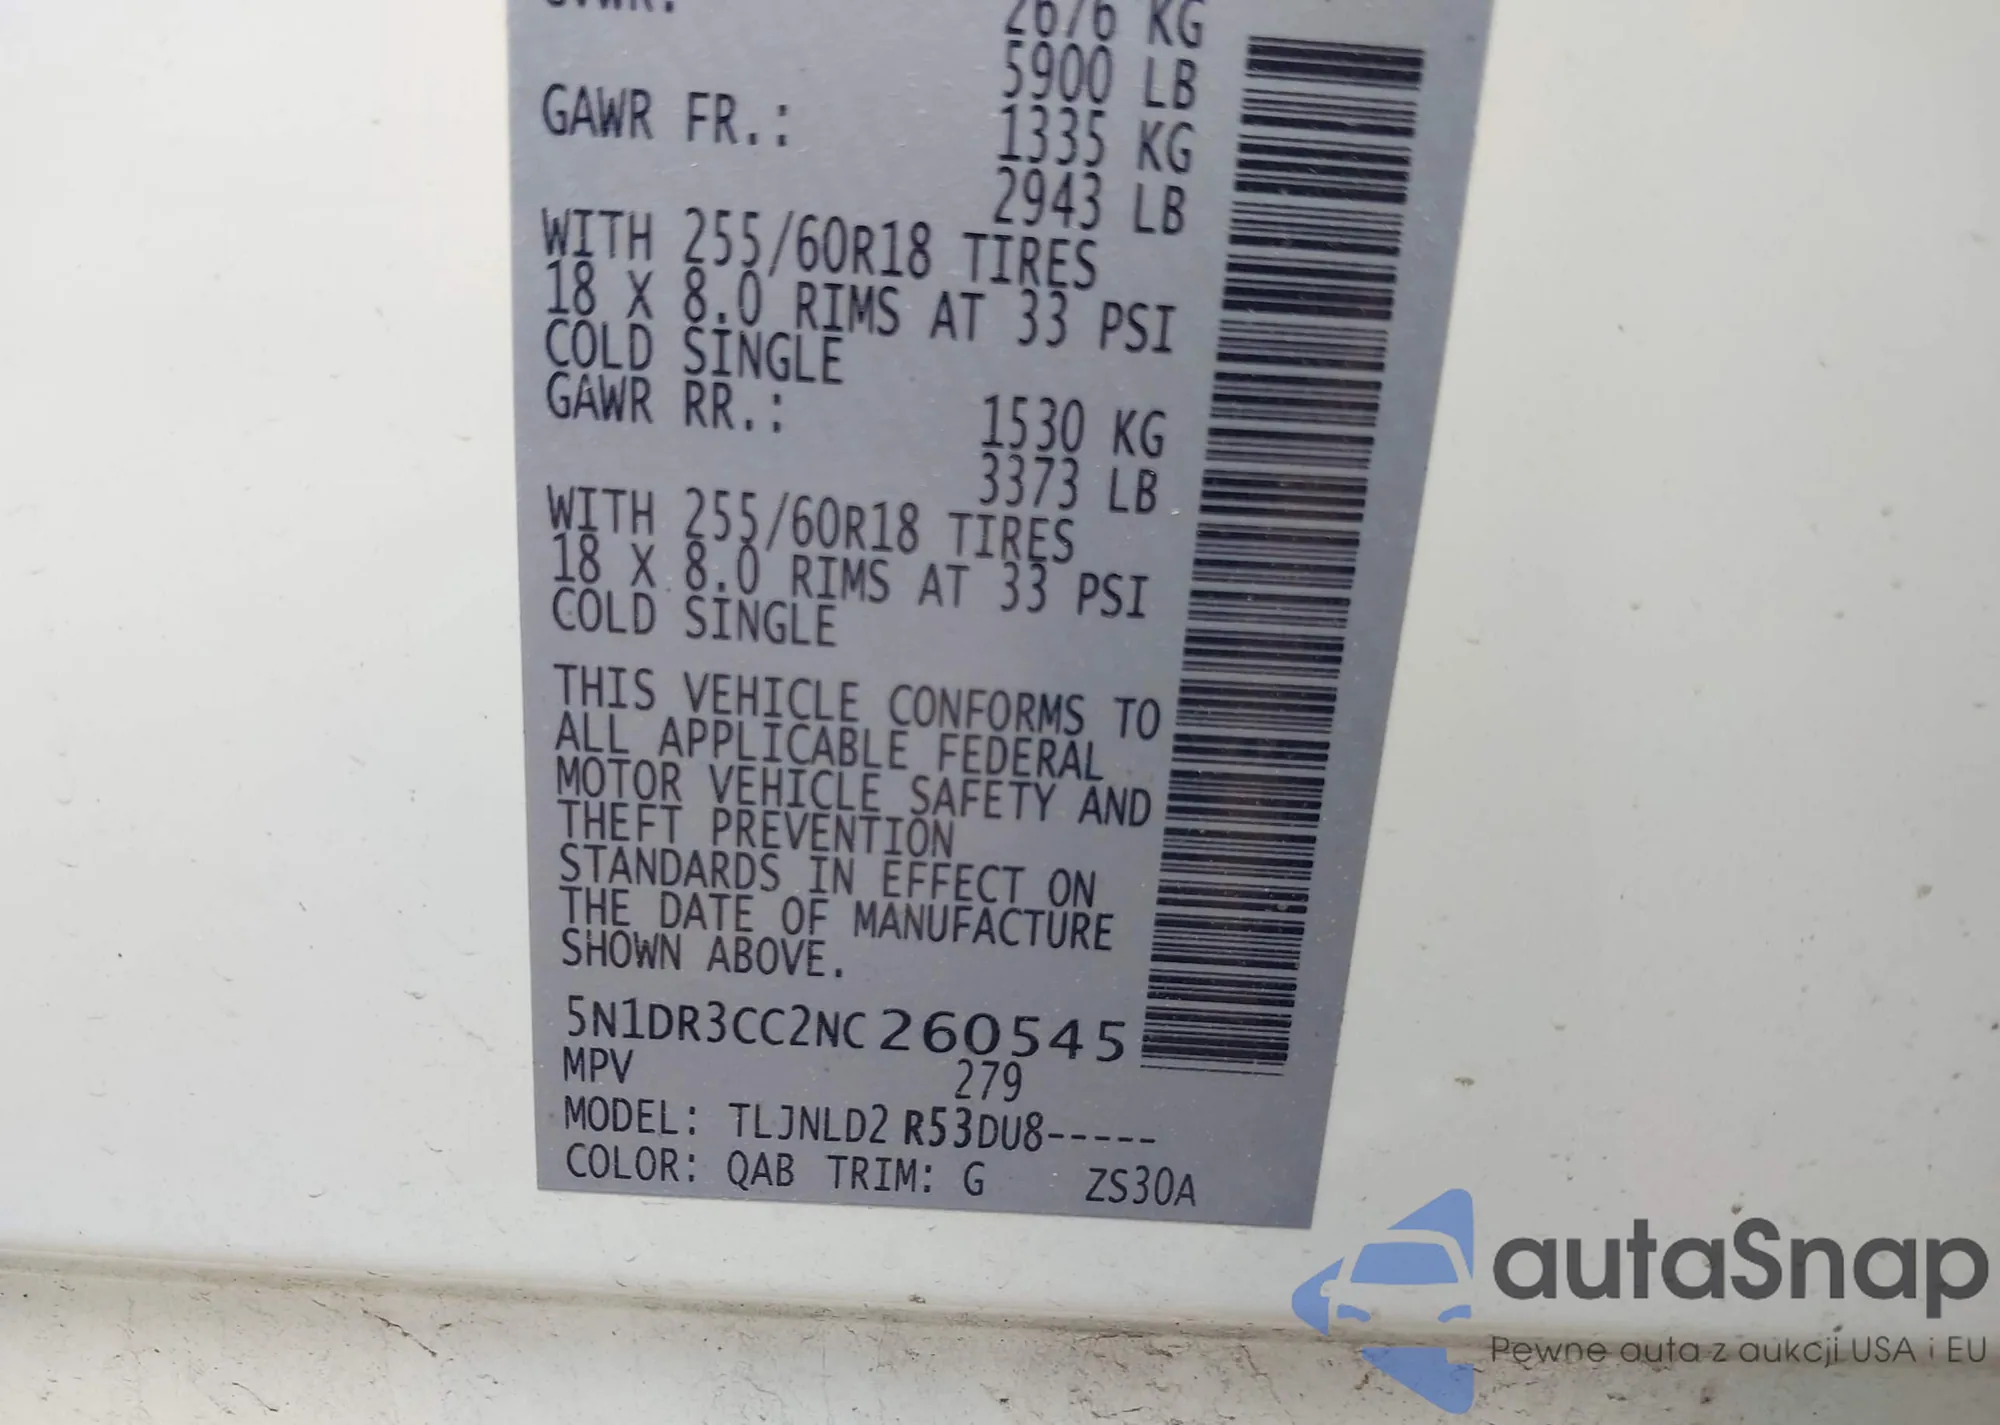 GVWR: 2676 KG
5900 LB
GAWR FR.: 1335 KG
2943 LB
WITH 255/60R18 TIRES
18 X 8.0 RIMS AT 33 PSI
COLD SINGLE
GAWR RR.: 1530 KG
3373 LB
WITH 255/60R18 TIRES
18 X 8.0 RIMS AT 33 PSI
COLD SINGLE
THIS VEHICLE CONFORMS TO
ALL APPLICABLE FEDERAL
MOTOR VEHICLE SAFETY AND
THEFT PREVENTION
STANDARDS IN EFFECT ON
THE DATE OF MANUFACTURE
SHOWN ABOVE.
5N1DR3CC2NC260545
MPV 279
MODEL: TLJNLD2 R53DU8-----
COLOR: QAB TRIM: G ZS30A
autaSnap
Pewne auta z aukcji USA i EU